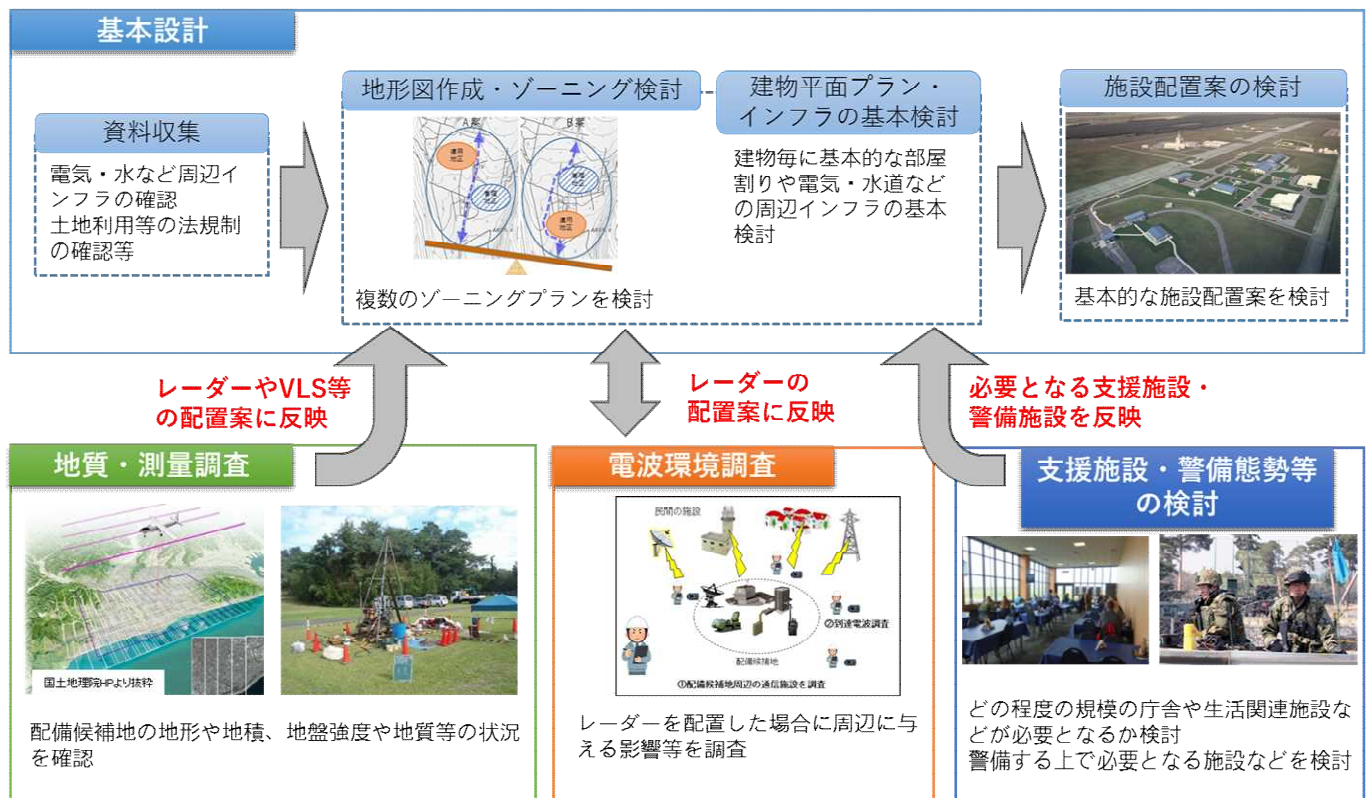 基本設計
資料収集
電気・水など周辺イ
ンフラの確認
土地利用等の法規制
の確認等
地形図作成・ゾーニング検討
A案
B案
運用
地区
運用
地区
複数のゾーニングプランを検討
建物平面プラン・
インフラの基本検討
建物毎に基本的な部屋
割りや電気・水道など
の周辺インフラの基本
検討
施設配置案の検討
基本的な施設配置案を検討
レーダーやVLS等
の配置案に反映
レーダーの
配置案に反映
必要となる支援施設・
警備施設を反映
地質・測量調査
国土地理院HPより抜粋
配備候補地の地形や地積、地盤強度や地質等の状況
を確認
電波環境調査
民間の施設
②到達電波調査
配備候補地
①配備候補地周辺の通信施設を調査
レーダーを配置した場合に周辺に与
える影響等を調査
支援施設・警備態勢等
の検討
どの程度の規模の庁舎や生活関連施設な
どが必要となるか検討
警備する上で必要となる施設などを検討